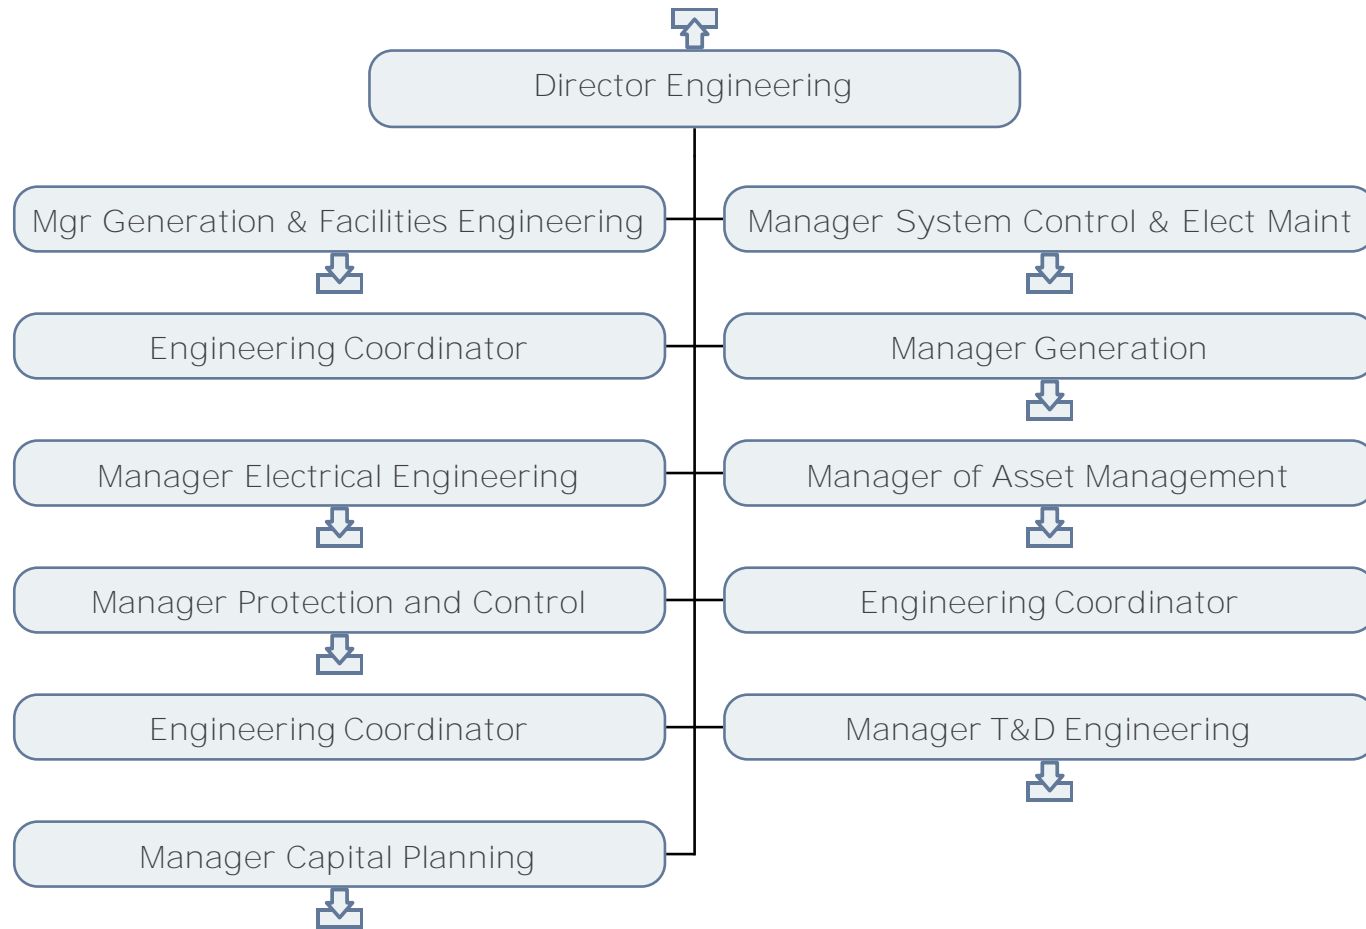 Director Engineering
Mgr Generation & Facilities Engineering
Manager System Control & Elect Maint
Engineering Coordinator
Manager Generation
Manager Electrical Engineering
Manager of Asset Management
Manager Protection and Control
Engineering Coordinator
Engineering Coordinator
Manager T&D Engineering
Manager Capital Planning